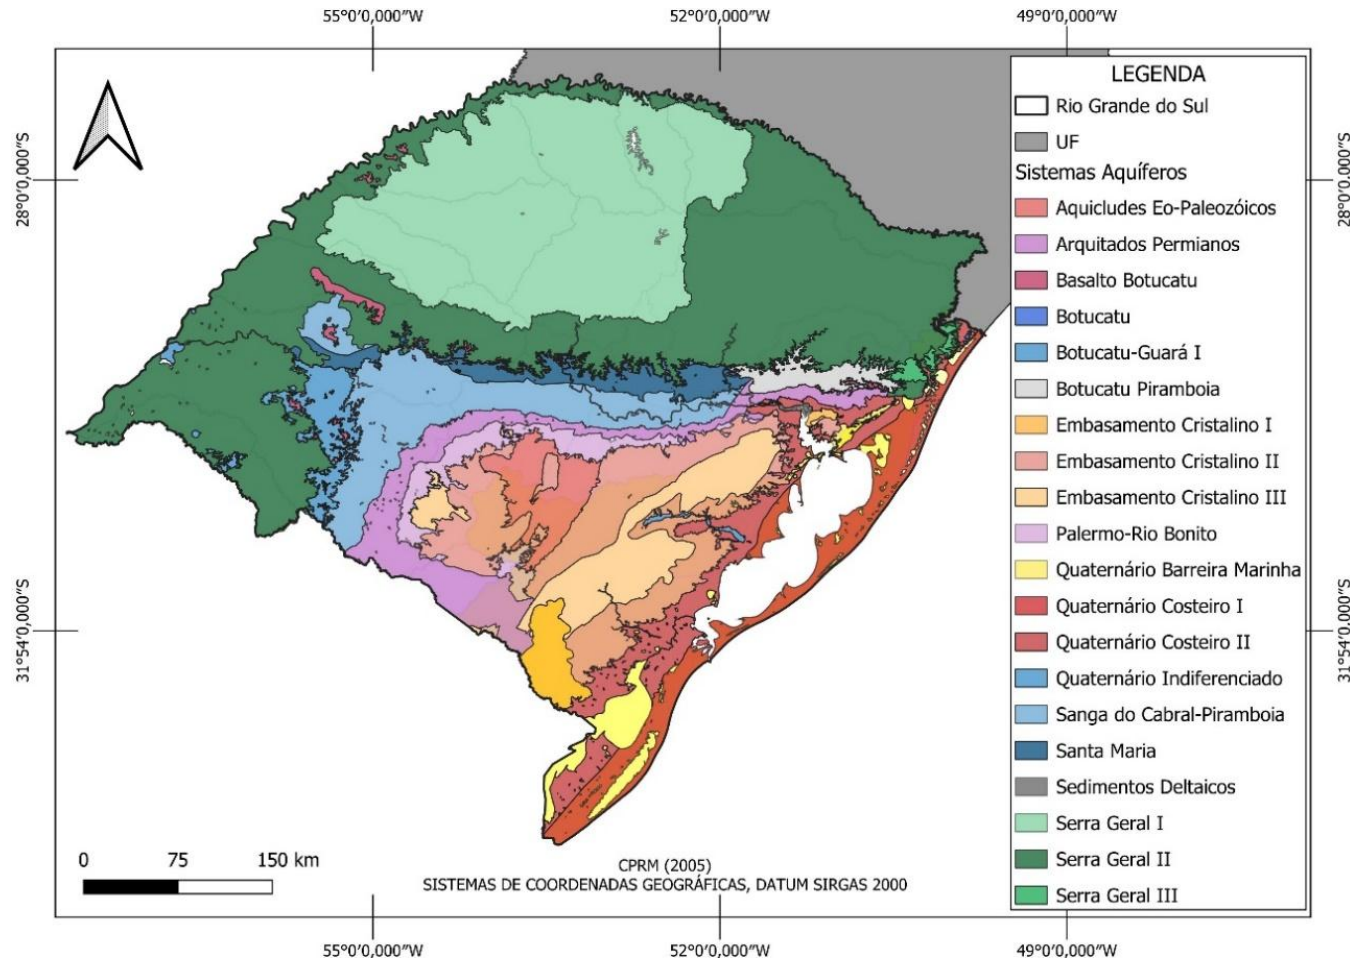 55°0'0,000"W
52°0'0,000"W
49°0'0,000"W
28°0'0,000"S
28°0'0,000"S
31°54'0,000"S
31°54'0,000"S
LEGENDA
Rio Grande do Sul
UF
Sistemas Aquíferos
Aquicludes Eo-Paleozóicos
Arquitados Permianos
Basalto Botucatu
Botucatu
Botucatu-Guará I
Botucatu Piramboia
Embasamento Cristalino I
Embasamento Cristalino II
Embasamento Cristalino III
Palermo-Rio Bonito
Quaternário Barreira Marinha
Quaternário Costeiro I
Quaternário Costeiro II
Quaternário Indiferenciado
Sanga do Cabral-Piramboia
Santa Maria
Sedimentos Deltaicos
Serra Geral I
Serra Geral II
Serra Geral III
0 75 150 km
CPRM (2005)
SISTEMAS DE COORDENADAS GEOGRÁFICAS, DATUM SIRGAS 2000
55°0'0,000"W
52°0'0,000"W
49°0'0,000"W